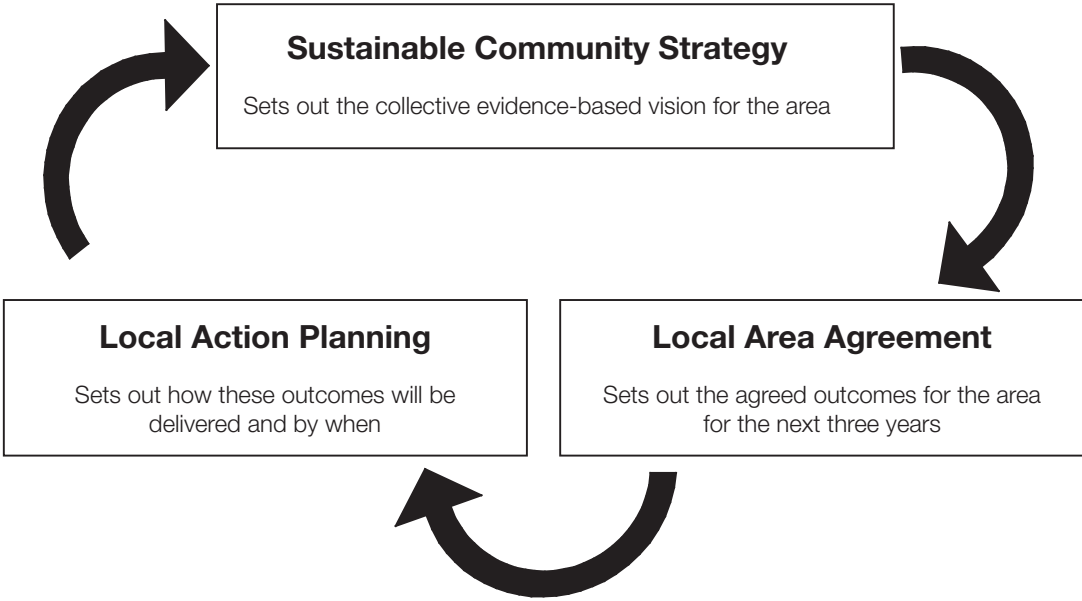 Sustainable Community Strategy
Sets out the collective evidence-based vision for the area
Local Action Planning
Sets out how these outcomes will be
delivered and by when
Local Area Agreement
Sets out the agreed outcomes for the area
for the next three years